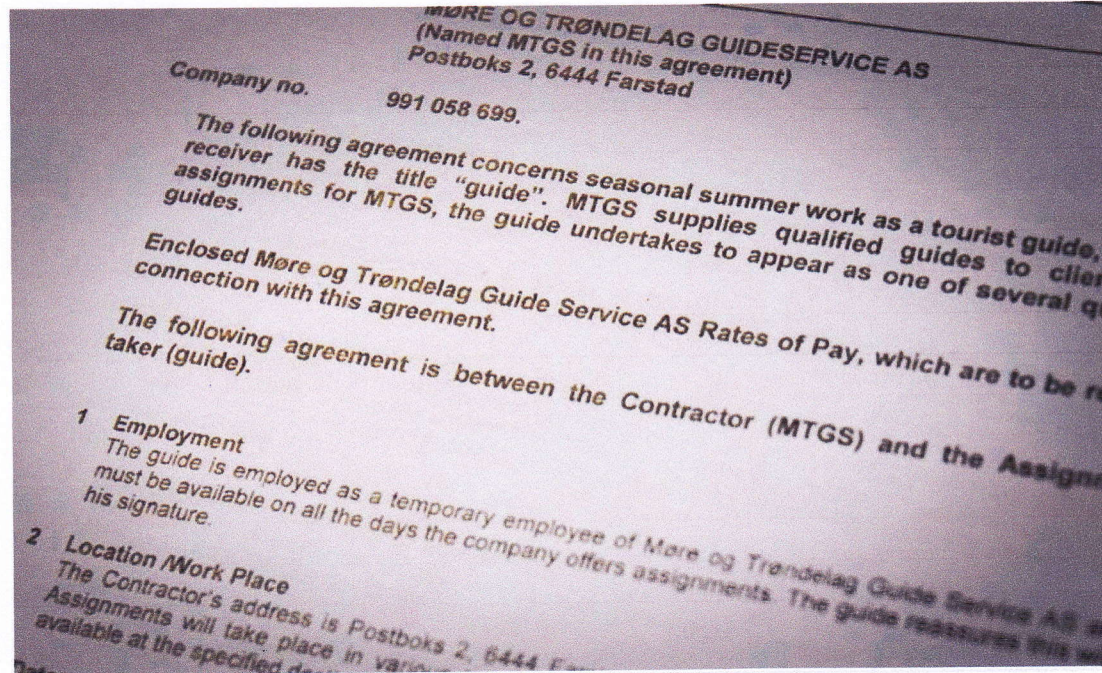 MØRE OG TRØNDELAG GUIDESERVICE AS
(Named MTGS in this agreement)
Postboks 2, 6444 Farstad
Company no. 991 058 699.
The following agreement concerns seasonal summer work as a tourist guide,
receiver has the title “guide”. MTGS supplies qualified guides to
assignments for MTGS, the guide undertakes to appear as one of several
guides.
Enclosed Møre og Trøndelag Guide Service AS Rates of Pay, which are to be
connection with this agreement.
The following agreement is between the Contractor (MTGS) and the
taker (guide).
1 Employment
The guide is employed as a temporary employee of Møre og Trøndelag Guide Service AS
must be available on all the days the company offers assignments. The guide reassures this
his signature.
2 Location /Work Place
The Contractor's address is Postboks 2, 6444
Assignments will take place in
available at the specified